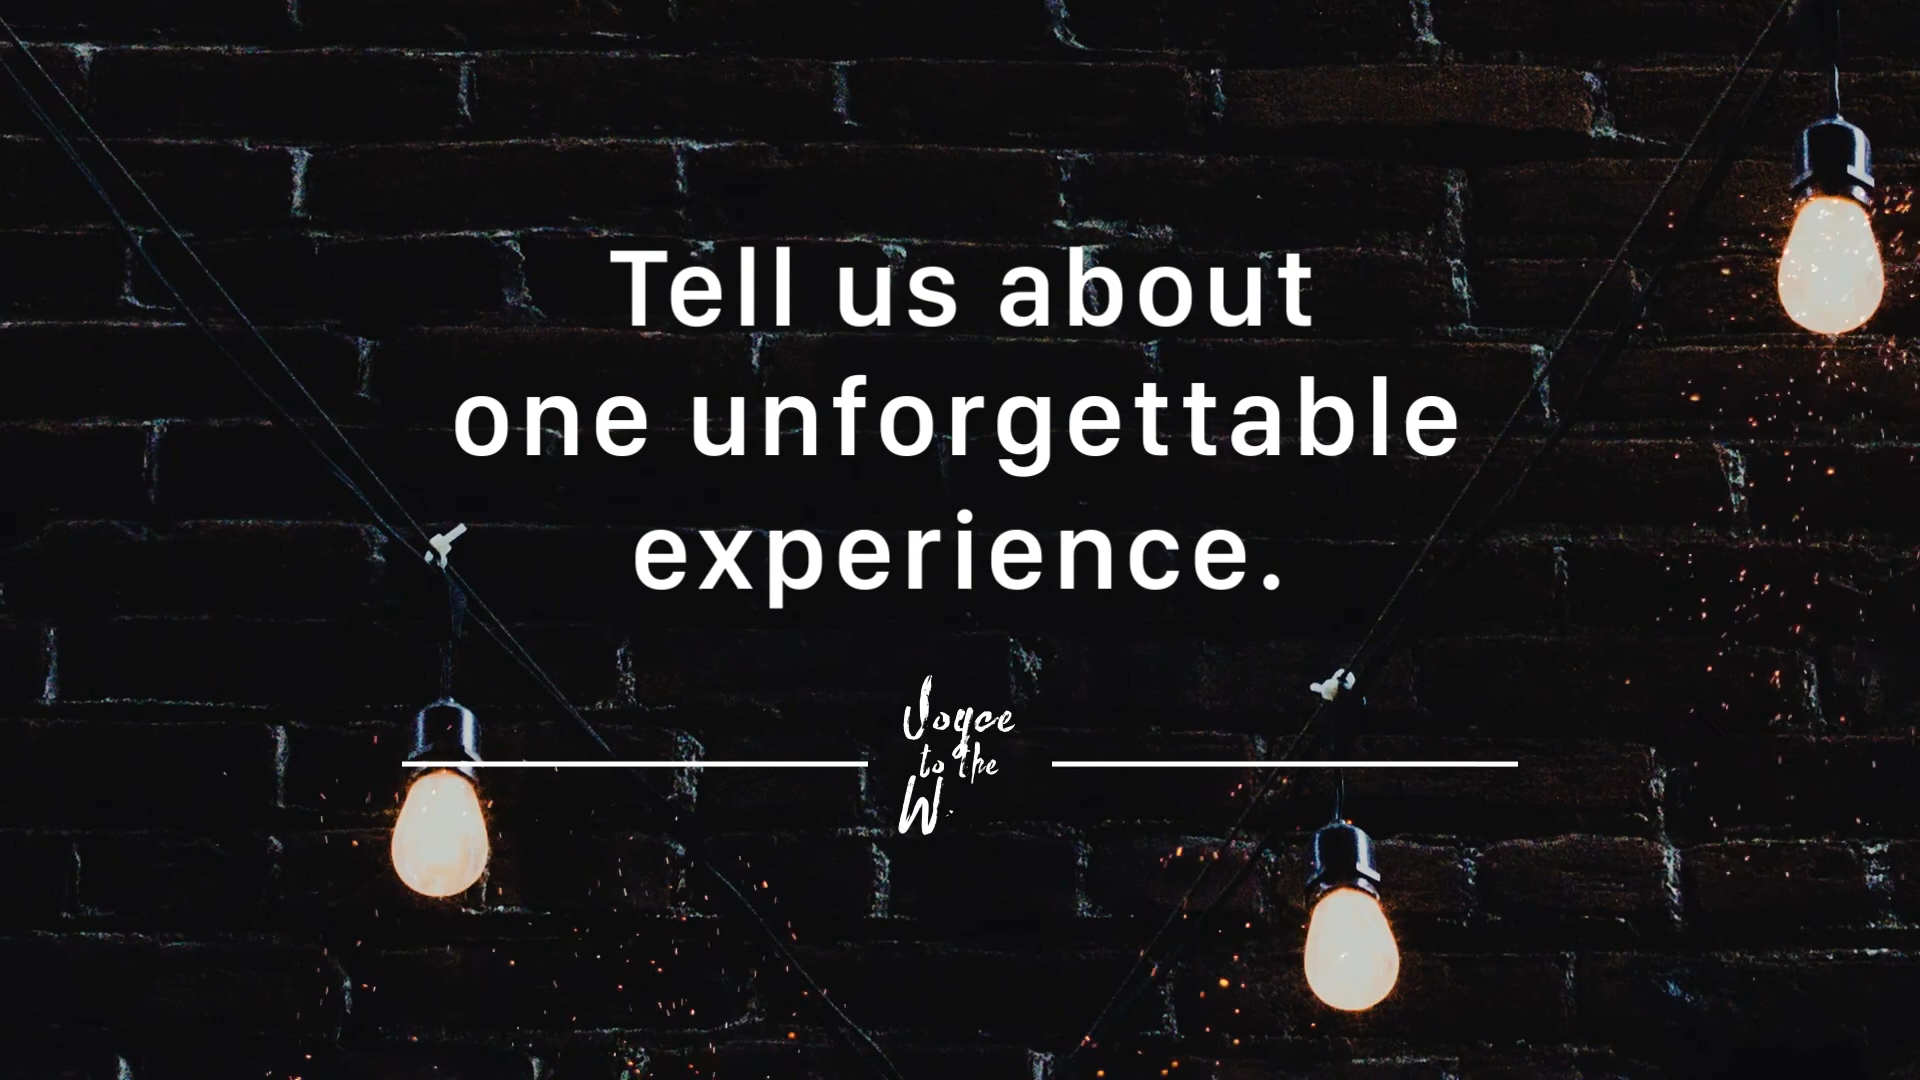 Tell us about
one unforgettable
experience.
Joyce
to the
W.